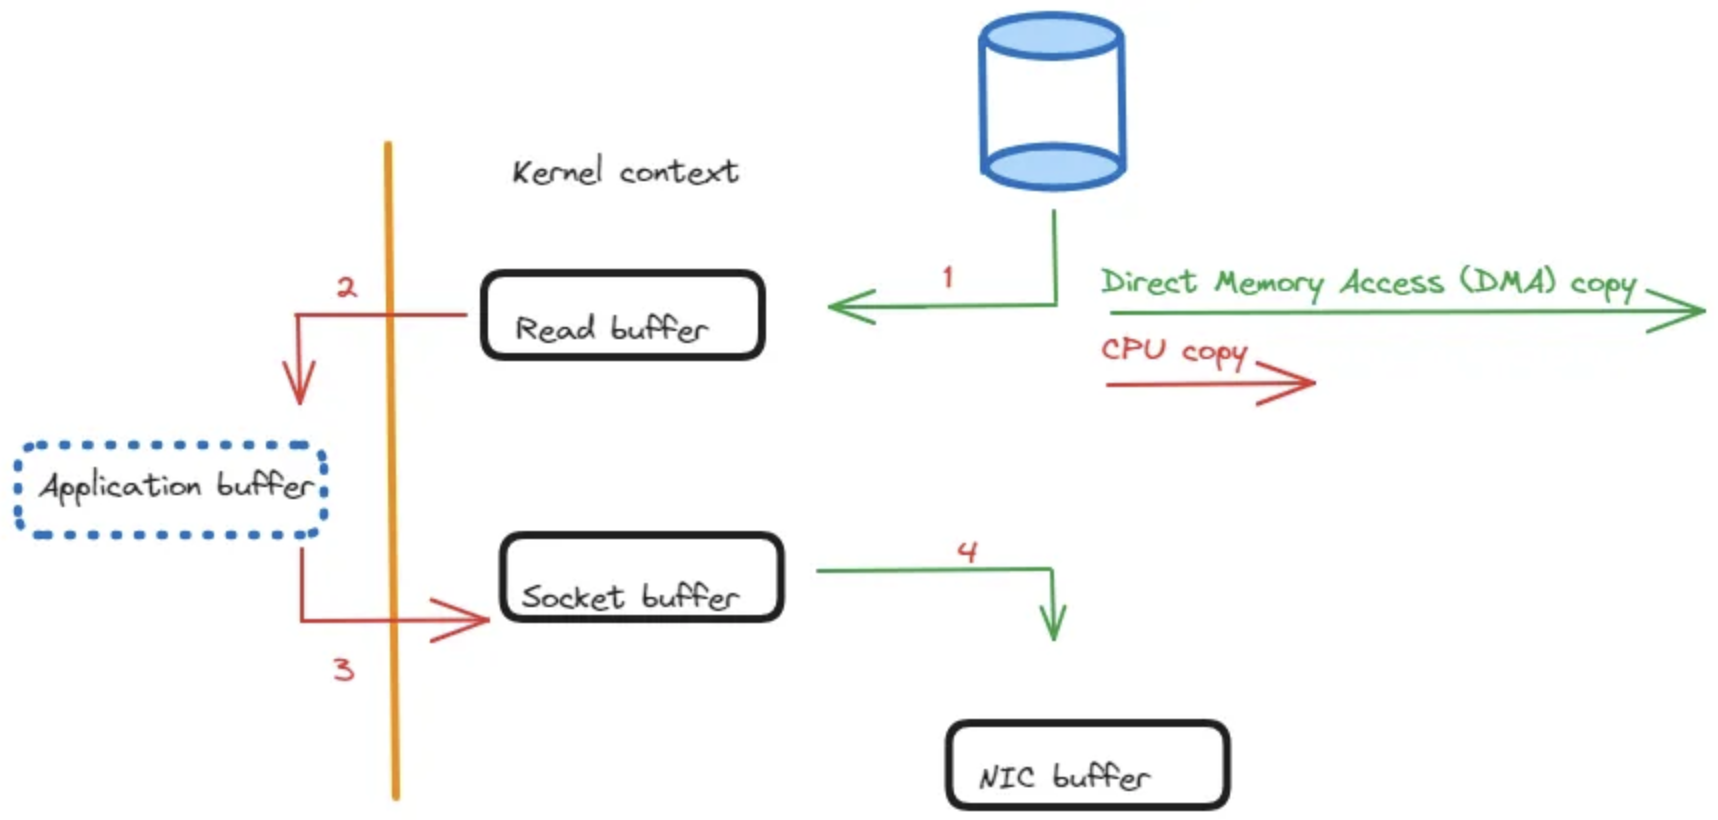 Kernel context
1
Direct Memory Access (DMA) copy
2
Read buffer
CPU copy
Application buffer
4
Socket buffer
3
NIC buffer